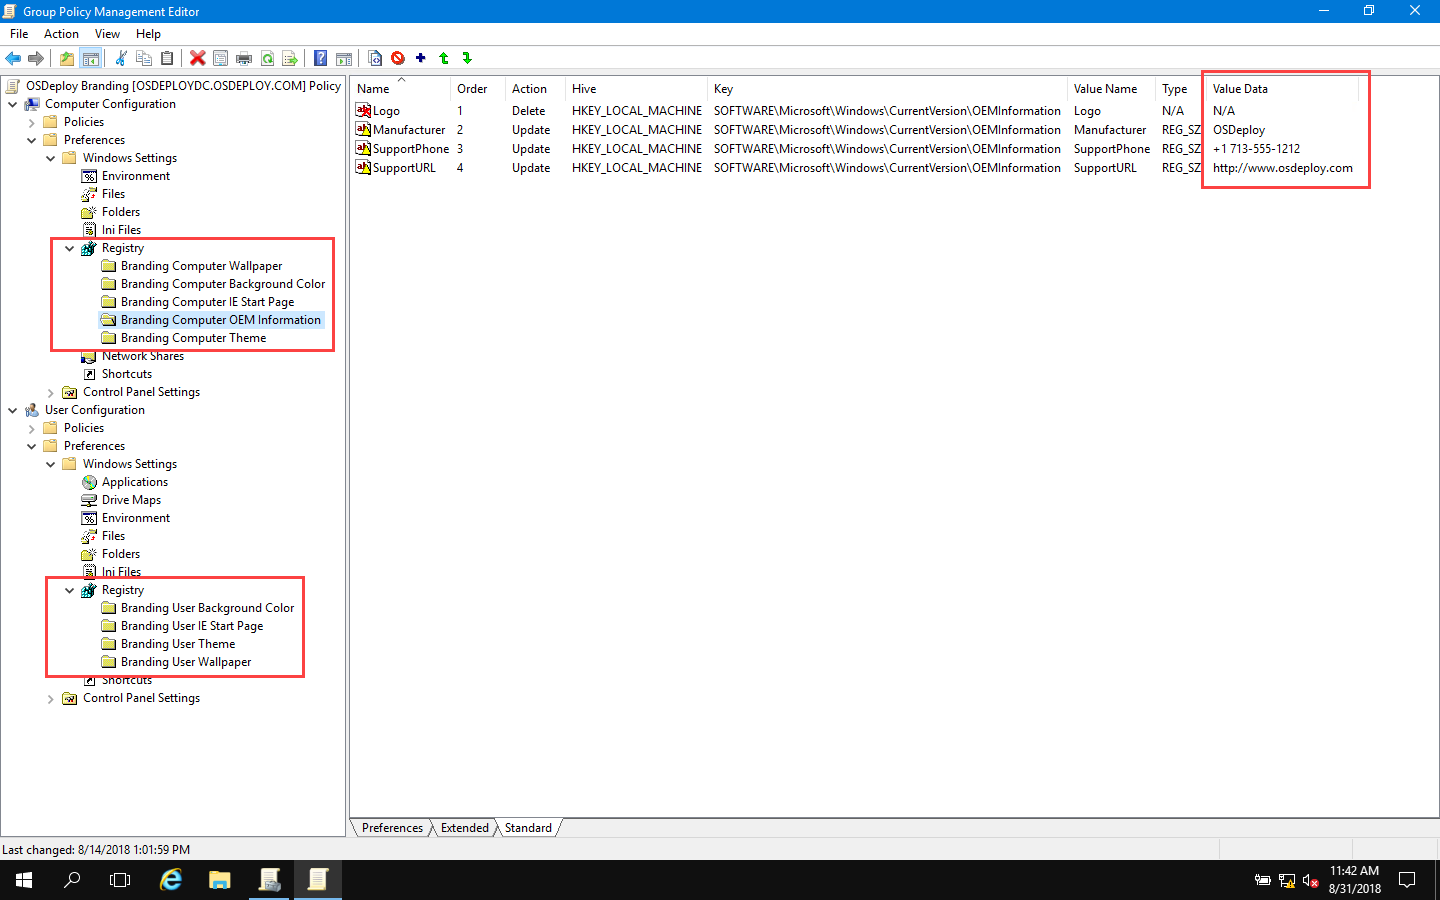 Group Policy Management Editor
File Action View Help
OSDeploy Branding [OSDEPLOYDC.OSDEPLOY.COM] Policy
Computer Configuration
Policies
Preferences
Windows Settings
Environment
Files
Folders
Ini Files
Registry
Branding Computer Wallpaper
Branding Computer Background Color
Branding Computer IE Start Page
Branding Computer OEM Information
Branding Computer Theme
Network Shares
Shortcuts
Control Panel Settings
User Configuration
Policies
Preferences
Windows Settings
Applications
Drive Maps
Environment
Files
Folders
Ini Files
Registry
Branding User Background Color
Branding User IE Start Page
Branding User Theme
Branding User Wallpaper
Shortcuts
Control Panel Settings
Name Order Action Hive Key Value Name Type Value Data
Logo 1 Delete HKEY_LOCAL_MACHINE SOFTWARE\Microsoft\Windows\CurrentVersion\OEMInformation Logo N/A N/A
Manufacturer 2 Update HKEY_LOCAL_MACHINE SOFTWARE\Microsoft\Windows\CurrentVersion\OEMInformation Manufacturer REG_SZ OSDeploy
SupportPhone 3 Update HKEY_LOCAL_MACHINE SOFTWARE\Microsoft\Windows\CurrentVersion\OEMInformation SupportPhone REG_SZ +1 713-555-1212
SupportURL 4 Update HKEY_LOCAL_MACHINE SOFTWARE\Microsoft\Windows\CurrentVersion\OEMInformation SupportURL REG_SZ http://www.osdeploy.com
Preferences Extended Standard
Last changed: 8/14/2018 1:01:59 PM
11:42 AM
8/31/2018